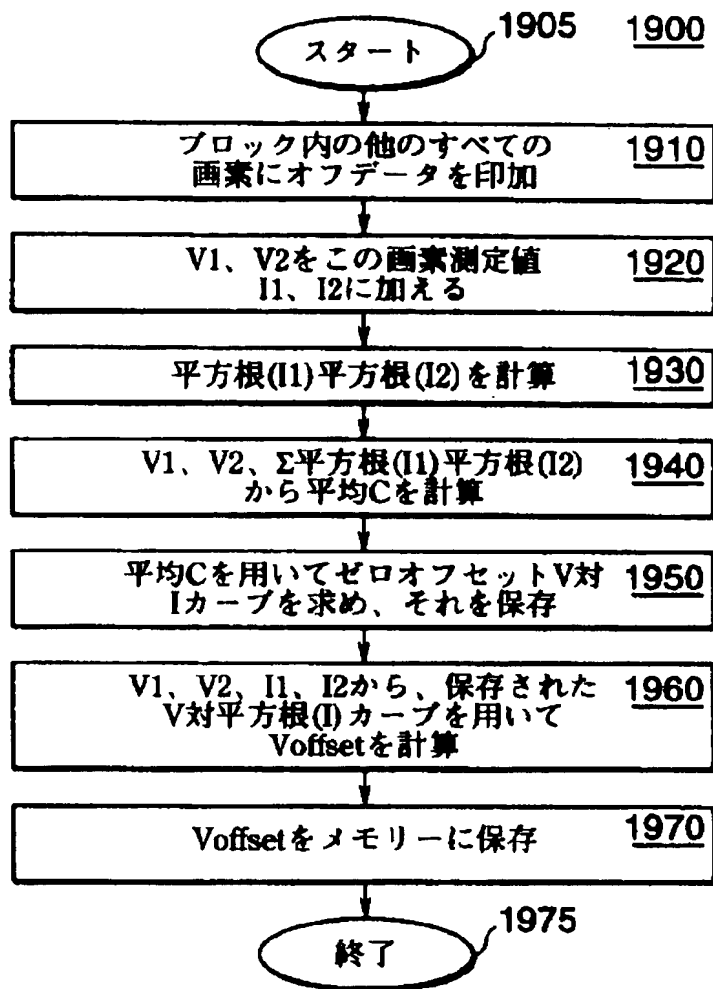 スタート
1905
1900
ブロック内の他のすべての
画素にオフデータを印加
1910
V1、V2をこの画素測定値
I1、I2に加える
1920
平方根(I1)平方根(I2)を計算
1930
V1、V2、Σ平方根(I1)平方根(I2)
から平均Cを計算
1940
平均Cを用いてゼロオフセットV対
Iカーブを求め、それを保存
1950
V1、V2、I1、I2から、保存された
V対平方根(I)カーブを用いて
Voffsetを計算
1960
Voffsetをメモリーに保存
1970
終了
1975